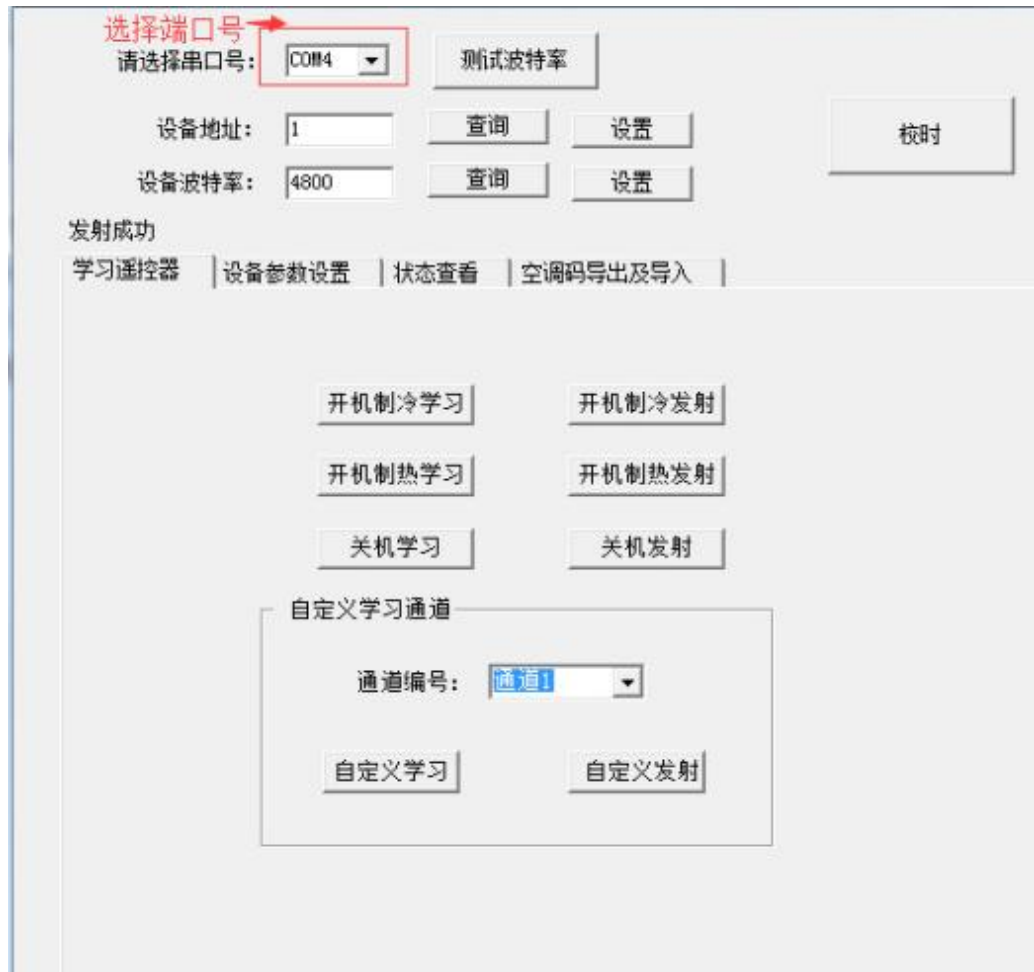 选择端口号
请选择串口号： COM4 测试波特率
设备地址： 1 查询 设置 校时
设备波特率： 4800 查询 设置
发射成功
学习遥控器 设备参数设置 状态查看 空调码导出及导入
开机制冷学习 开机制冷发射
开机制热学习 开机制热发射
关机学习 关机发射
自定义学习通道
通道编号： 通道1
自定义学习 自定义发射